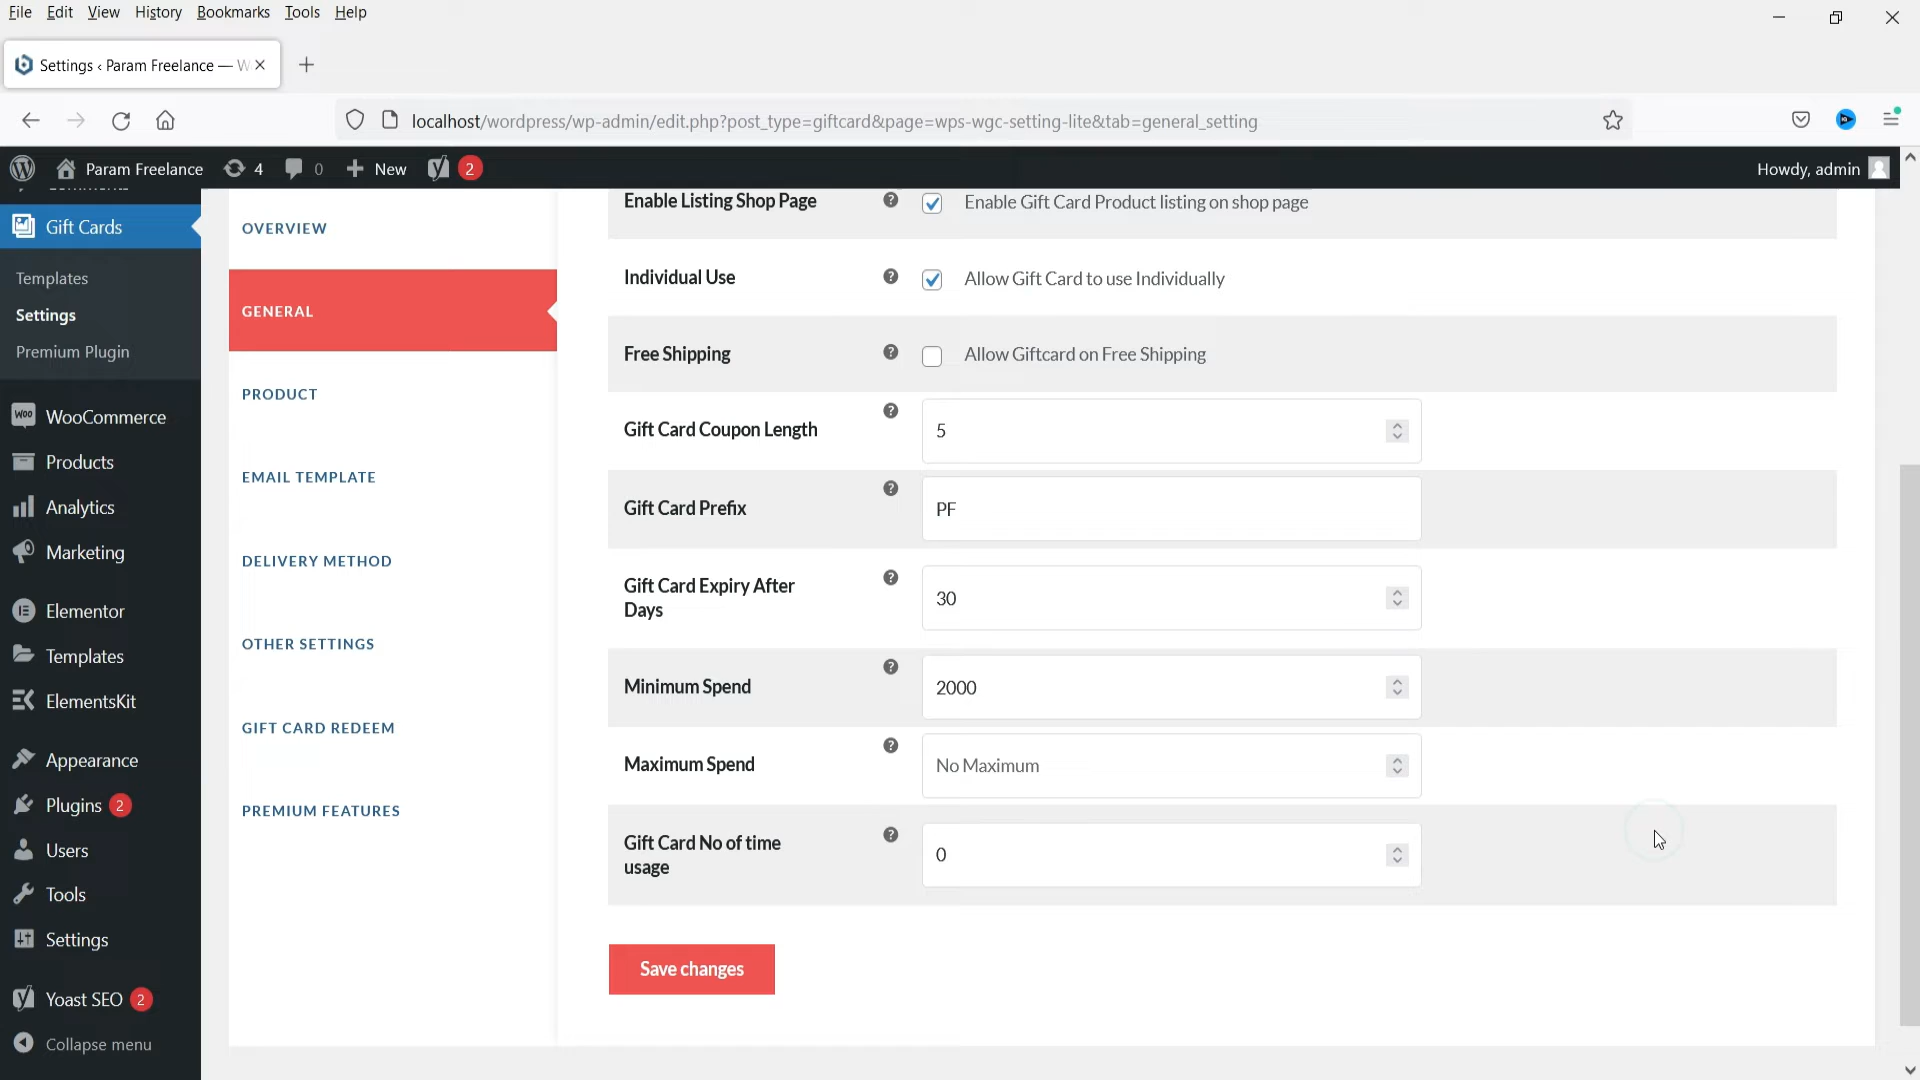 File Edit View History Bookmarks Tools Help
Settings ‹ Param Freelance — W
localhost/wordpress/wp-admin/edit.php?post_type=giftcard&page=wps-wgc-setting-lite&tab=general_setting
Param Freelance 4 0 New 2 Howdy, admin
Gift Cards
Templates
Settings
Premium Plugin
WooCommerce
Products
Analytics
Marketing
Elementor
Templates
ElementsKit
Appearance
Plugins 2
Users
Tools
Settings
Yoast SEO 2
Collapse menu
OVERVIEW
GENERAL
PRODUCT
EMAIL TEMPLATE
DELIVERY METHOD
OTHER SETTINGS
GIFT CARD REDEEM
PREMIUM FEATURES
Enable Listing Shop Page Enable Gift Card Product listing on shop page
Individual Use Allow Gift Card to use Individually
Free Shipping Allow Giftcard on Free Shipping
Gift Card Coupon Length 5
Gift Card Prefix PF
Gift Card Expiry After
Days
30
Minimum Spend 2000
Maximum Spend No Maximum
Gift Card No of time
usage
0
Save changes